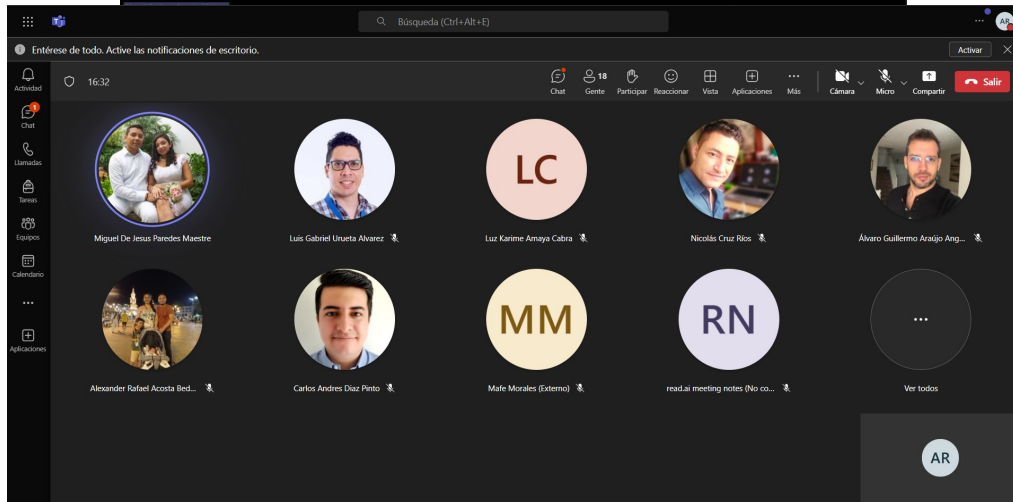 Búsqueda (Ctrl+Alt+E)
AR
Entérese de todo. Active las notificaciones de escritorio.
Activar
Actividad
1
Chat
Llamadas
Tareas
Equipos
Calendario
Aplicaciones
16:32
Chat
18
Gente
Participar
Reaccionar
Vista
Aplicaciones
Más
Cámara
Micro
Compartir
Salir
LC
Miguel De Jesus Paredes Maestre
Luis Gabriel Urueta Alvarez
Luz Karime Amaya Cabra
Nicolás Cruz Ríos
Álvaro Guillermo Araújo Ang...
MM
RN
Alexander Rafael Acosta Bed...
Carlos Andres Diaz Pinto
Mafe Morales (Externo)
read.ai meeting notes (No co...
Ver todos
AR